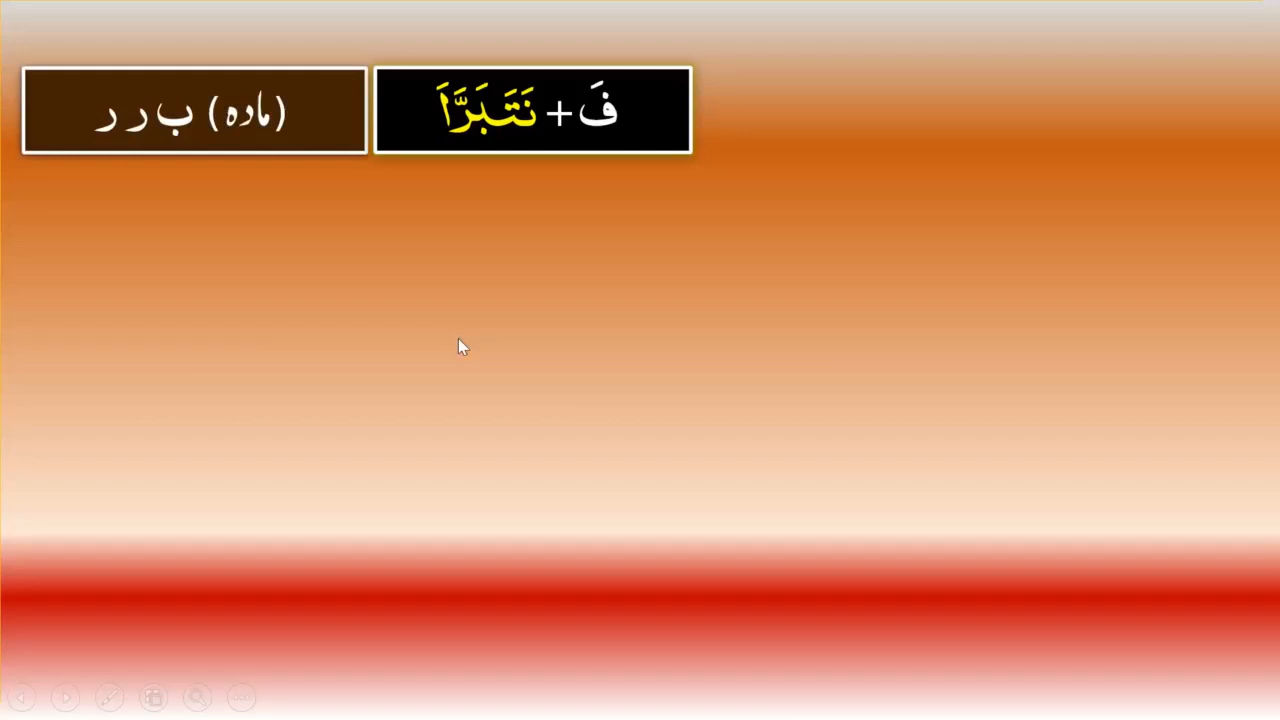 فَ + نَتَبَرَّاَ
(مادہ) ب ر ر